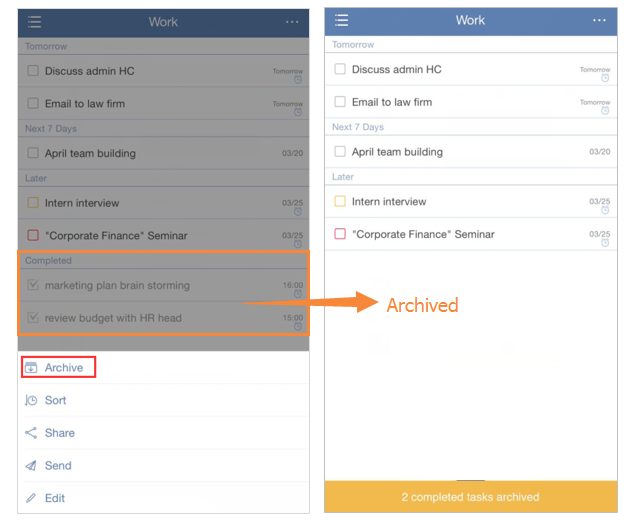 Work
Tomorrow
Discuss admin HC
Tomorrow
Email to law firm
Tomorrow
Next 7 Days
April team building 03/20
Later
Intern interview 03/25
"Corporate Finance" Seminar 03/25
Completed
marketing plan brain storming 16:00
review budget with HR head 15:00
Archive
Sort
Share
Send
Edit
Archived
Work
Tomorrow
Discuss admin HC
Tomorrow
Email to law firm
Tomorrow
Next 7 Days
April team building 03/20
Later
Intern interview 03/25
"Corporate Finance" Seminar 03/25
2 completed tasks archived